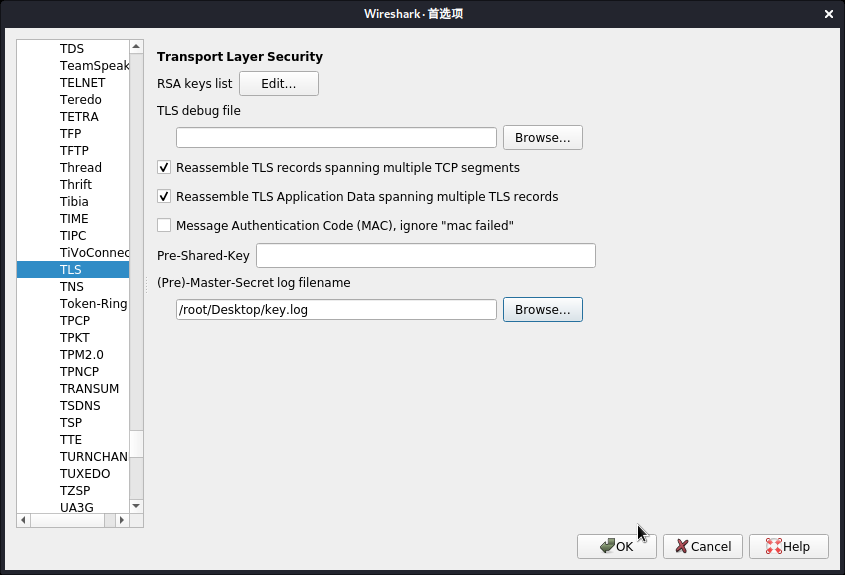 Wireshark · 首选项
TDS
TeamSpeak
TELNET
Teredo
TETRA
TFP
TFTP
Thread
Thrift
Tibia
TIME
TIPC
TiVoConnec
TLS
TNS
Token-Ring
TPCP
TPKT
TPM2.0
TPNCP
TRANSUM
TSDNS
TSP
TTE
TURNCHAN
TUXEDO
TZSP
UA3G
Transport Layer Security
RSA keys list Edit...
TLS debug file
Browse...
Reassemble TLS records spanning multiple TCP segments
Reassemble TLS Application Data spanning multiple TLS records
Message Authentication Code (MAC), ignore "mac failed"
Pre-Shared-Key
(Pre)-Master-Secret log filename
/root/Desktop/key.log Browse...
OK Cancel Help